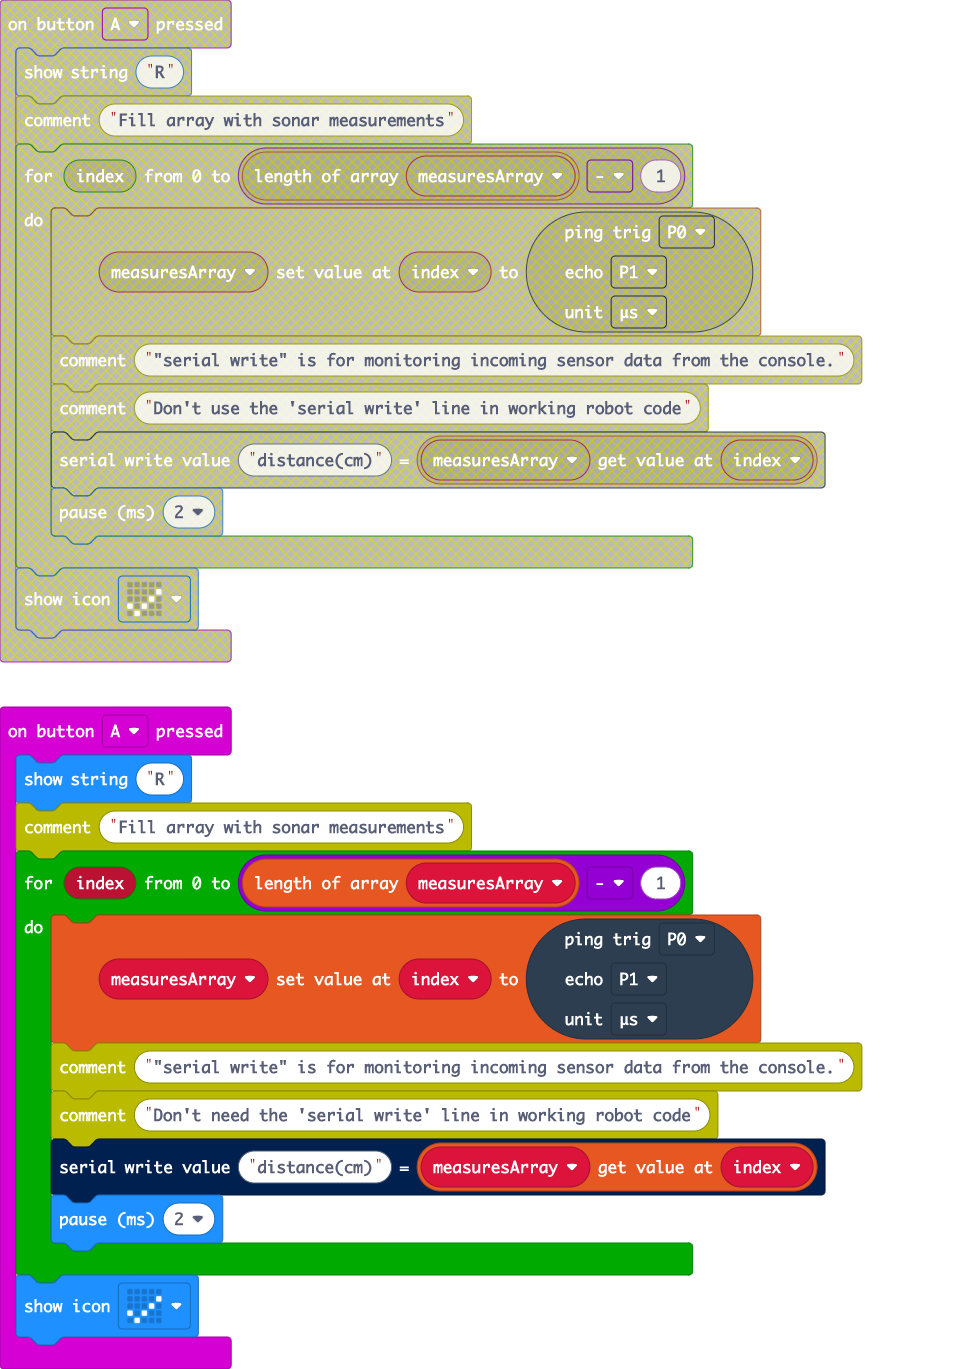 on button A pressed
show string "R"
comment "Fill array with sonar measurements"
for index from 0 to length of array measuresArray - 1
do
ping trig P0
measuresArray set value at index to echo P1
unit µs
comment ""serial write" is for monitoring incoming sensor data from the console."
comment "Don't use the 'serial write' line in working robot code"
serial write value "distance(cm)" = measuresArray get value at index
pause (ms) 2
show icon
on button A pressed
show string "R"
comment "Fill array with sonar measurements"
for index from 0 to length of array measuresArray - 1
do
ping trig P0
measuresArray set value at index to echo P1
unit µs
comment ""serial write" is for monitoring incoming sensor data from the console."
comment "Don't need the 'serial write' line in working robot code"
serial write value "distance(cm)" = measuresArray get value at index
pause (ms) 2
show icon